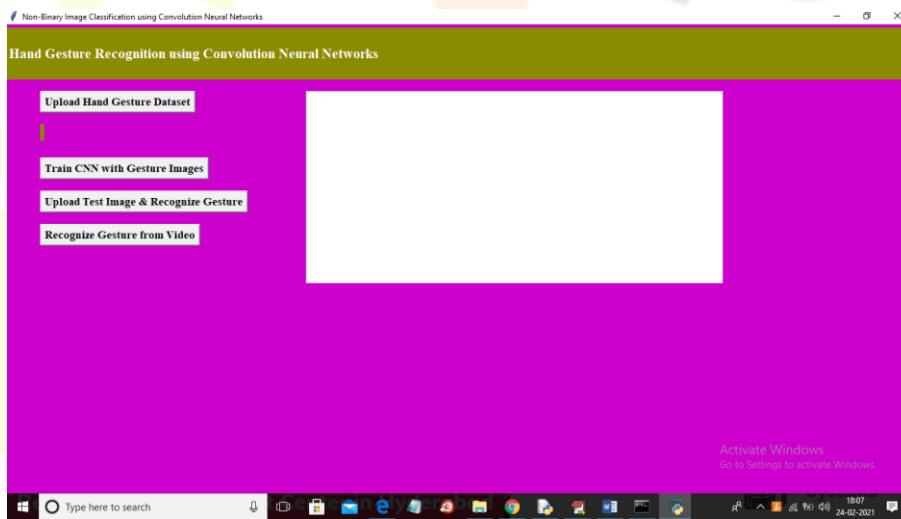 Non-Binary Image Classification using Convolution Neural Networks
Hand Gesture Recognition using Convolution Neural Networks
Upload Hand Gesture Dataset
Train CNN with Gesture Images
Upload Test Image & Recognize Gesture
Recognize Gesture from Video
Activate Windows
Go to Settings to activate Windows.
Type here to search
18:07
24-02-2021